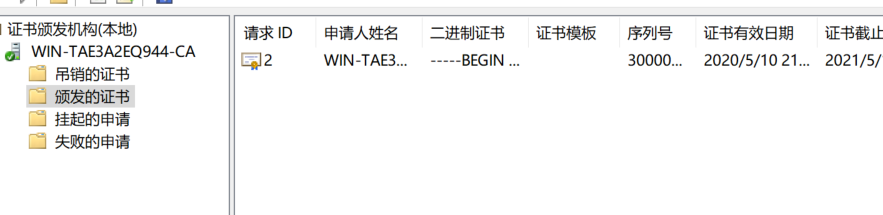 证书颁发机构(本地)
WIN-TAE3A2EQ944-CA
吊销的证书
颁发的证书
挂起的申请
失败的申请
请求 ID 申请人姓名 二进制证书 证书模板 序列号 证书有效日期 证书截止
2 WIN-TAE3... -----BEGIN ... 30000... 2020/5/10 21... 2021/5/